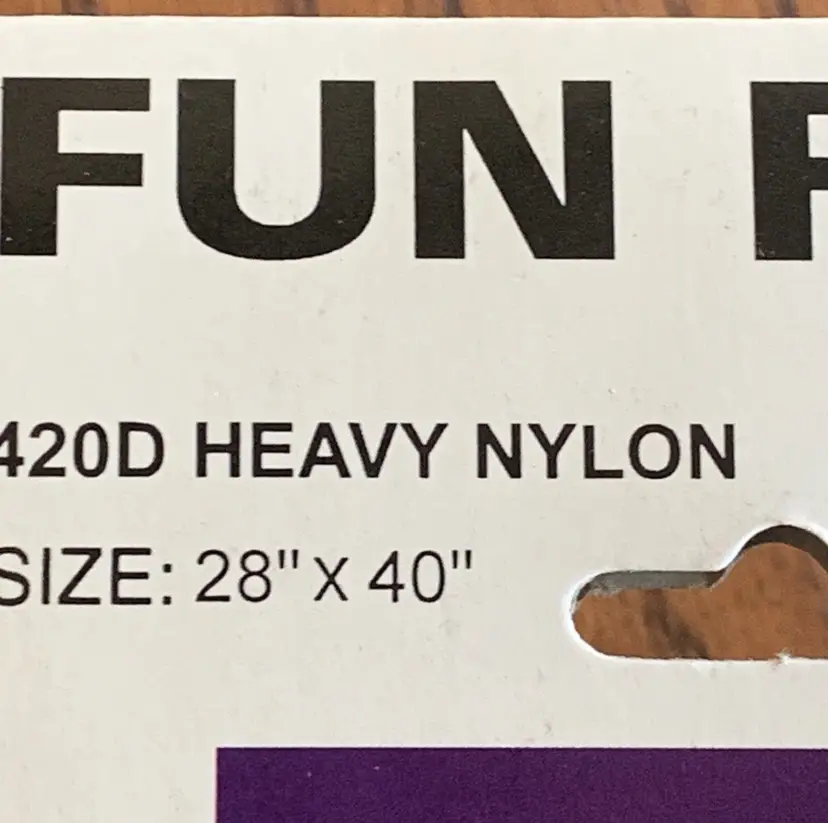 FUN
420D HEAVY NYLON
SIZE: 28" X 40"